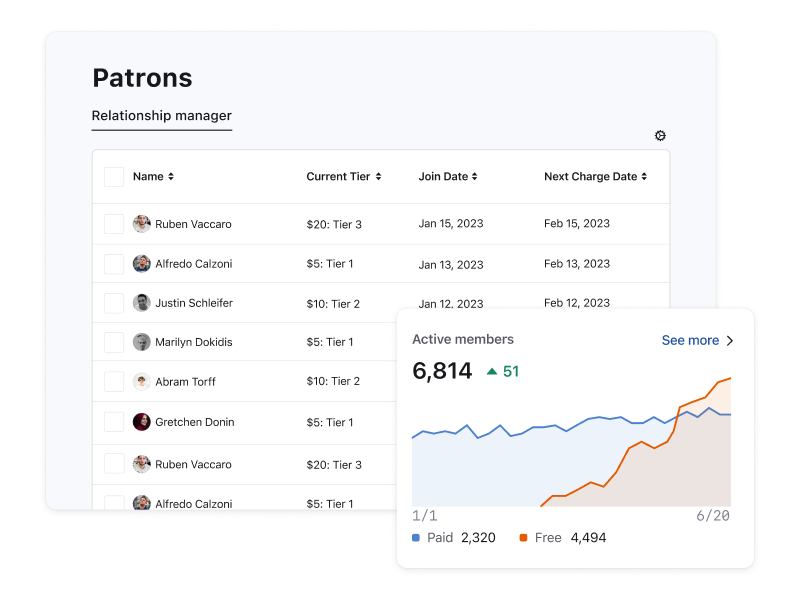 Patrons
Relationship manager
Name Current Tier Join Date Next Charge Date
Ruben Vaccaro $20: Tier 3 Jan 15, 2023 Feb 15, 2023
Alfredo Calzoni $5: Tier 1 Jan 13, 2023 Feb 13, 2023
Justin Schleifer $10: Tier 2 Jan 12, 2023 Feb 12, 2023
Marilyn Dokidis $5: Tier 1
Abram Torff $10: Tier 2
Gretchen Donin $5: Tier 1
Ruben Vaccaro $20: Tier 3
Alfredo Calzoni $5: Tier 1
Active members See more
6,814 51
1/1 6/20
Paid 2,320 Free 4,494